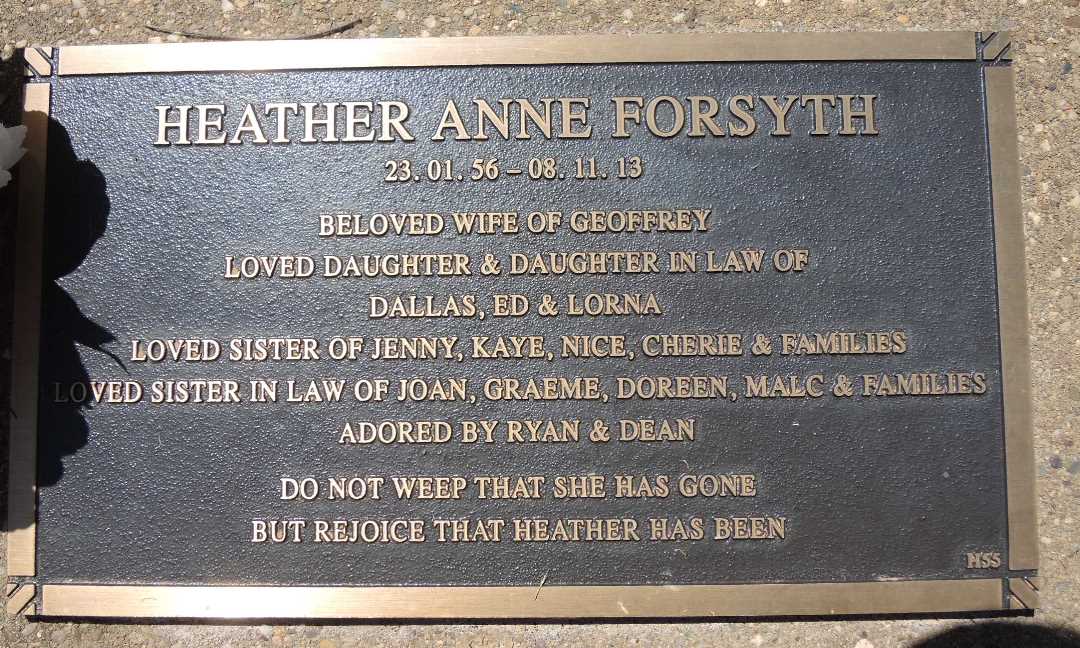 HEATHER ANNE FORSYTH
23. 01. 56 – 08. 11. 13
BELOVED WIFE OF GEOFFREY
LOVED DAUGHTER & DAUGHTER IN LAW OF
DALLAS, ED & LORNA
LOVED SISTER OF JENNY, KAYE, NICE, CHERIE & FAMILIES
LOVED SISTER IN LAW OF JOAN, GRAEME, DOREEN, MALC & FAMILIES
ADORED BY RYAN & DEAN
DO NOT WEEP THAT SHE HAS GONE
BUT REJOICE THAT HEATHER HAS BEEN
H55